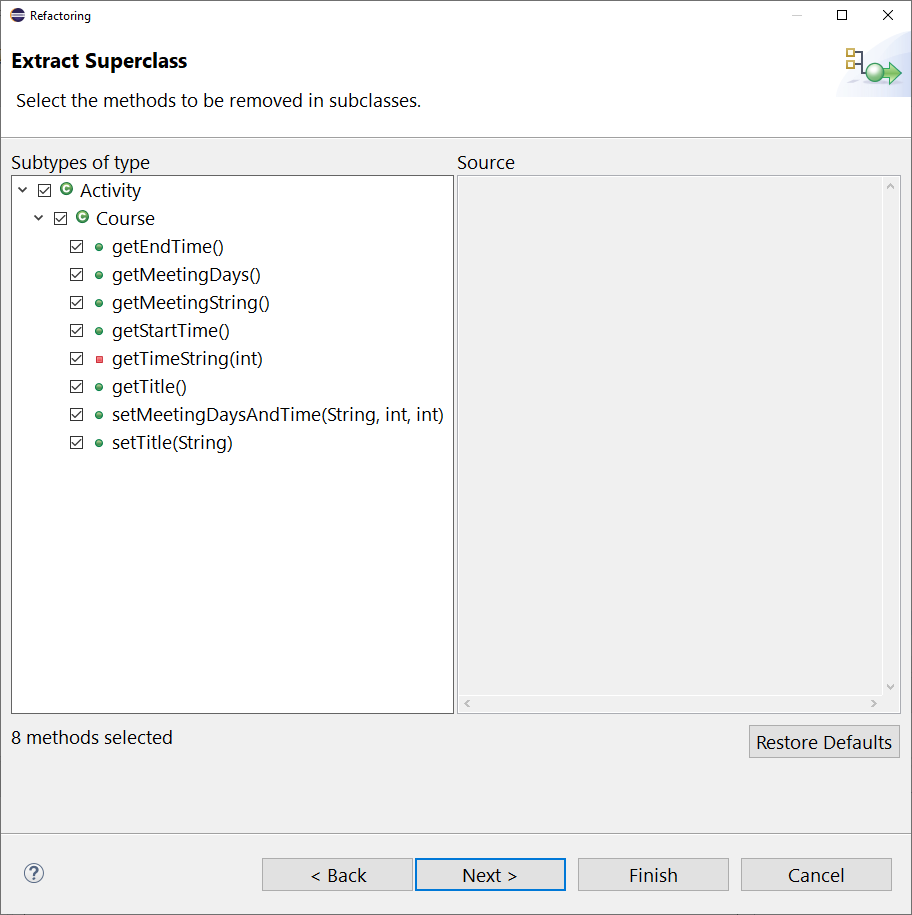 Refactoring
Extract Superclass
Select the methods to be removed in subclasses.
Subtypes of type
Source
Activity
Course
getEndTime()
getMeetingDays()
getMeetingString()
getStartTime()
getTimeString(int)
getTitle()
setMeetingDaysAndTime(String, int, int)
setTitle(String)
8 methods selected
Restore Defaults
< Back
Next >
Finish
Cancel